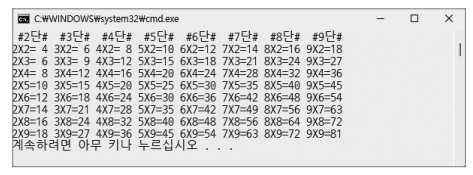 C:₩WINDOWS₩system32₩cmd.exe
#2단# #3단# #4단# #5단# #6단# #7단# #8단# #9단#
2X2= 4 3X2= 6 4X2= 8 5X2=10 6X2=12 7X2=14 8X2=16 9X2=18
2X3= 6 3X3= 9 4X3=12 5X3=15 6X3=18 7X3=21 8X3=24 9X3=27
2X4= 8 3X4=12 4X4=16 5X4=20 6X4=24 7X4=28 8X4=32 9X4=36
2X5=10 3X5=15 4X5=20 5X5=25 6X5=30 7X5=35 8X5=40 9X5=45
2X6=12 3X6=18 4X6=24 5X6=30 6X6=36 7X6=42 8X6=48 9X6=54
2X7=14 3X7=21 4X7=28 5X7=35 6X7=42 7X7=49 8X7=56 9X7=63
2X8=16 3X8=24 4X8=32 5X8=40 6X8=48 7X8=56 8X8=64 9X8=72
2X9=18 3X9=27 4X9=36 5X9=45 6X9=54 7X9=63 8X9=72 9X9=81
계속하려면 아무 키나 누르십시오 . . .